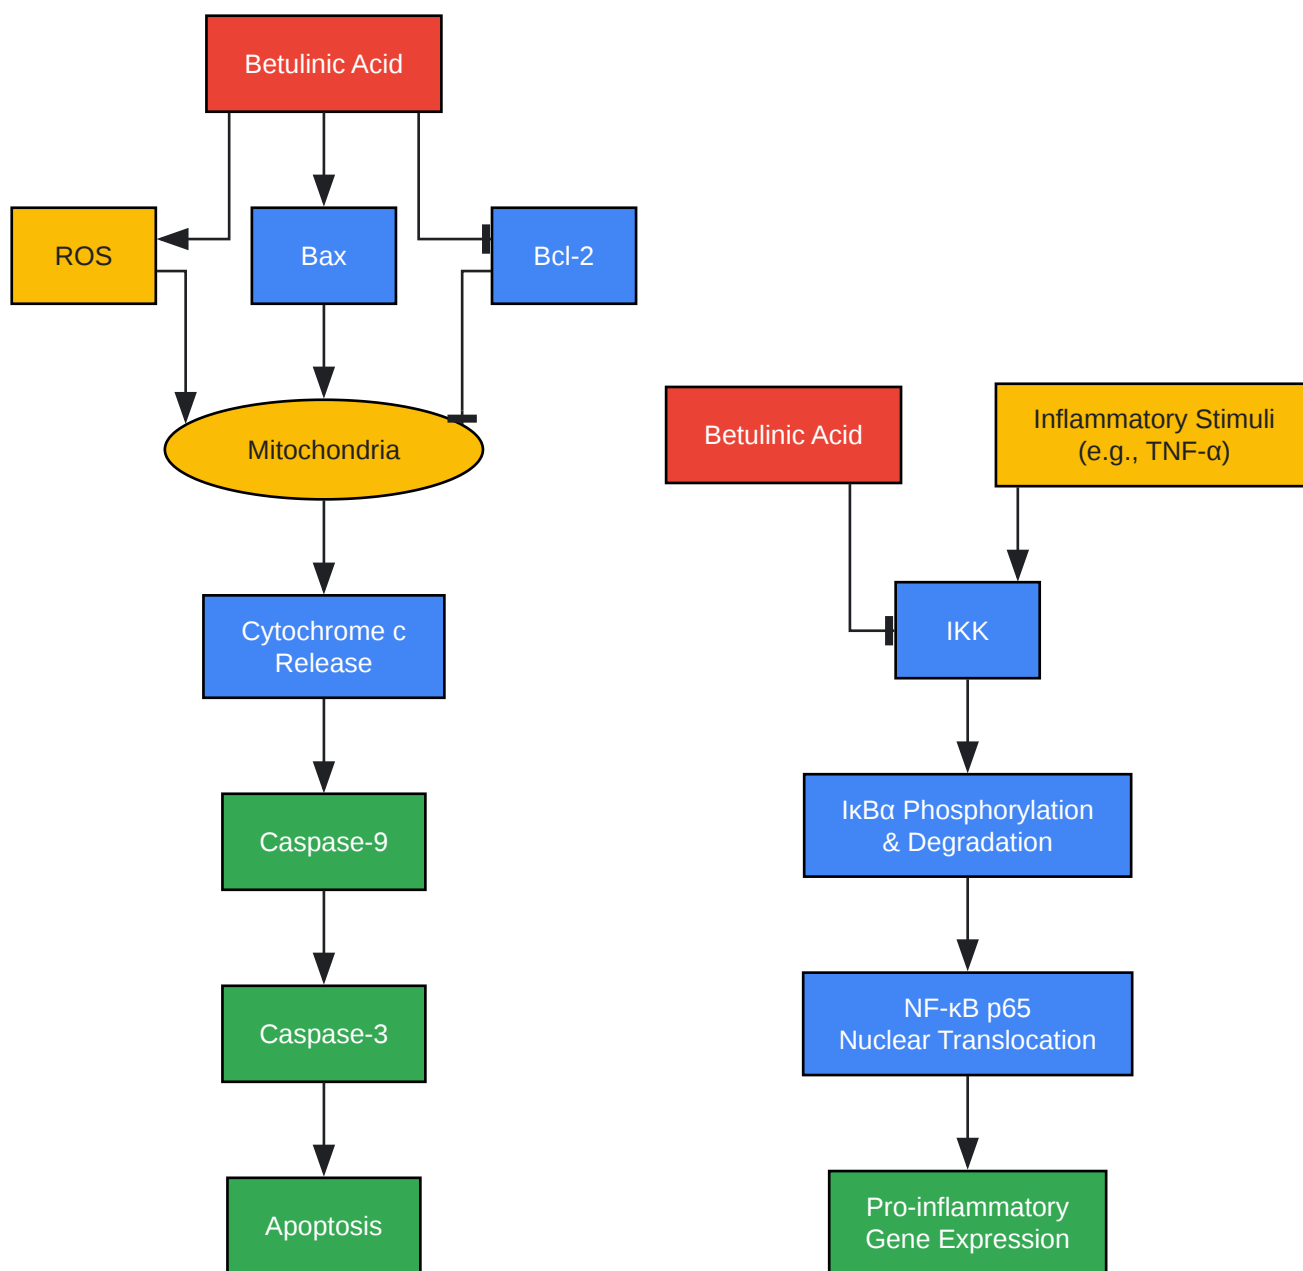 Betulinic Acid
ROS
Bax
Bcl-2
Mitochondria
Cytochrome c
Release
Caspase-9
Caspase-3
Apoptosis
Betulinic Acid
Inflammatory Stimuli
(e.g., TNF-α)
IKK
IκBα Phosphorylation
& Degradation
NF-κB p65
Nuclear Translocation
Pro-inflammatory
Gene Expression